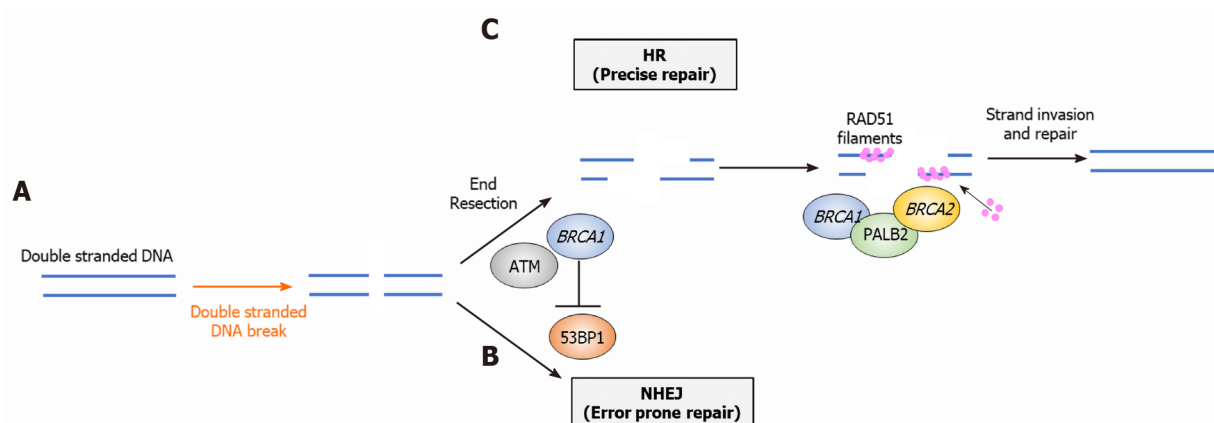 C
HR
(Precise repair)
RAD51
filaments
Strand invasion
and repair
A
End
Resection
BRCA1
BRCA1
BRCA2
PALB2
Double stranded DNA
ATM
Double stranded
DNA break
53BP1
B
NHEJ
(Error prone repair)